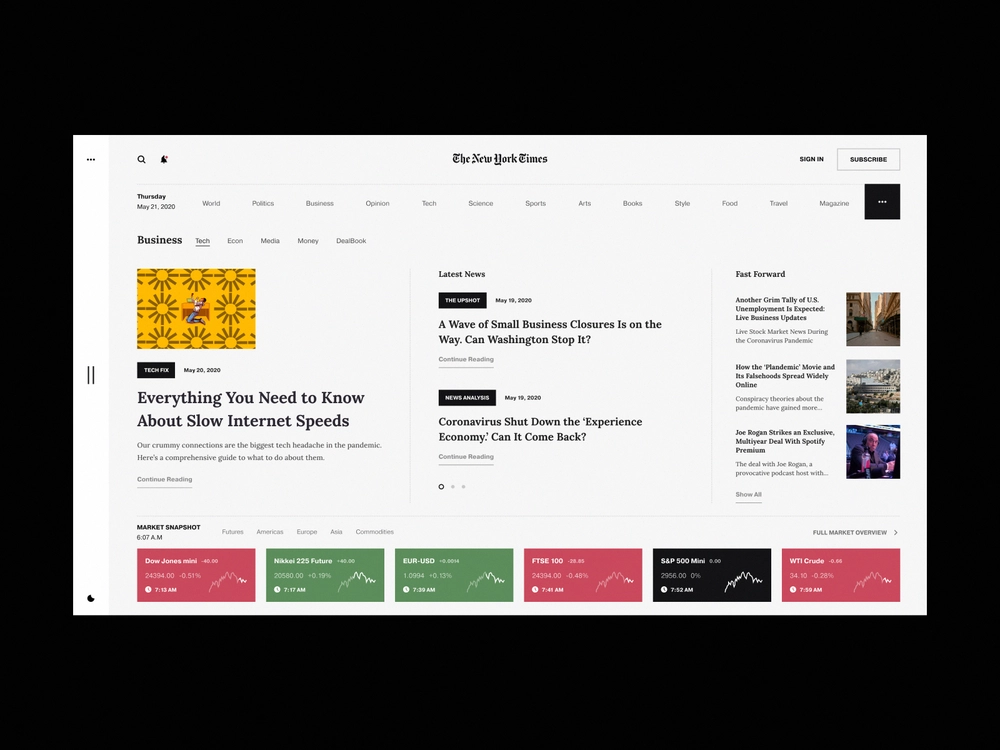 The New York Times
SIGN IN
SUBSCRIBE
Thursday
May 21, 2020
World
Politics
Business
Opinion
Tech
Science
Sports
Arts
Books
Style
Food
Travel
Magazine
Business
Tech
Econ
Media
Money
DealBook
TECH FIX
May 20, 2020
Everything You Need to Know
About Slow Internet Speeds
Our crummy connections are the biggest tech headache in the pandemic.
Here's a comprehensive guide to what to do about them.
Continue Reading
Latest News
THE UPSHOT
May 19, 2020
A Wave of Small Business Closures Is on the
Way. Can Washington Stop It?
Continue Reading
NEWS ANALYSIS
May 19, 2020
Coronavirus Shut Down the ‘Experience
Economy.’ Can It Come Back?
Continue Reading
Fast Forward
Another Grim Tally of U.S.
Unemployment Is Expected:
Live Business Updates
Live Stock Market News During
the Coronavirus Pandemic
How the ‘Plandemic’ Movie and
Its Falsehoods Spread Widely
Online
Conspiracy theories about the
pandemic have gained more...
Joe Rogan Strikes an Exclusive,
Multiyear Deal With Spotify
Premium
The deal with Joe Rogan, a
provocative podcast host with...
Show All
MARKET SNAPSHOT
6:07 A.M
Futures
Americas
Europe
Asia
Commodities
FULL MARKET OVERVIEW
Dow Jones mini -40.00
24394.00 -0.51%
7:13 AM
Nikkei 225 Future +40.00
20580.00 +0.19%
7:17 AM
EUR-USD +0.0014
1.0994 +0.13%
7:39 AM
FTSE 100 -28.85
24394.00 -0.48%
7:41 AM
S&P 500 Mini 0.00
2956.00 0%
7:52 AM
WTI Crude -0.66
34.10 -0.28%
7:59 AM